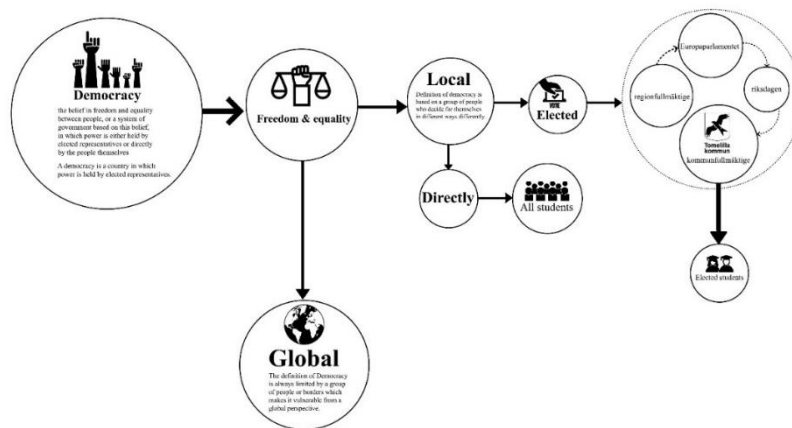 Democracy
the belief in freedom and equality
between people, or a system of
government based on this belief,
in which power is either held by
elected representatives or directly
by the people themselves
A democracy is a country in which
power is held by elected representatives.
Freedom & equality
Local
Definition of democracy is
based on a group of people
who decide for themselves
in different ways differently.
VOTE
Elected
Europaparlamentet
regionfullmäktige
riksdagen
Tomelilla
kommun
kommunfullmäktige
Directly
All students
Elected students
Global
The definition of Democracy
is always limited by a group
of people or borders which
makes it vulnerable from a
global perspective.